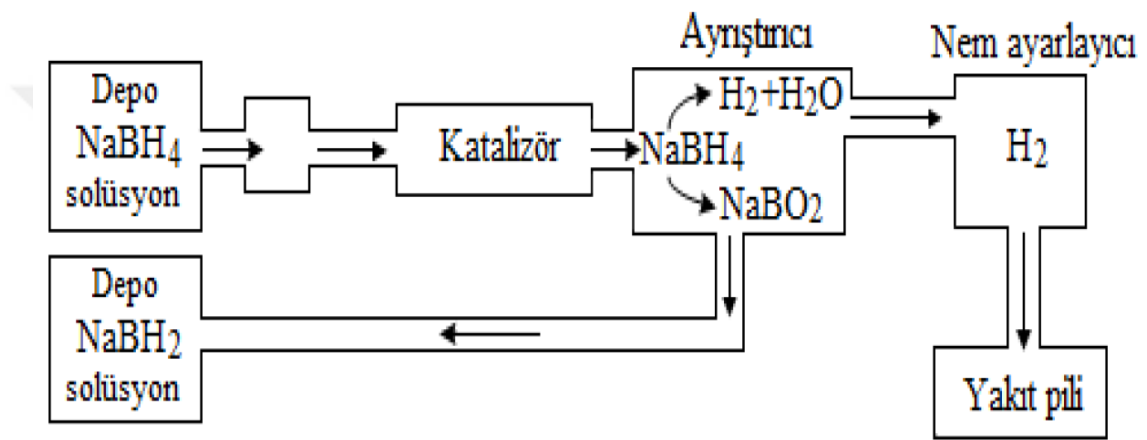 Depo
NaBH4
solüsyon
Katalizör
Ayrıştırıcı
H2+H2O
NaBH4
NaBO2
Nem ayarlayıcı
H2
Depo
NaBH2
solüsyon
Yakıt pili